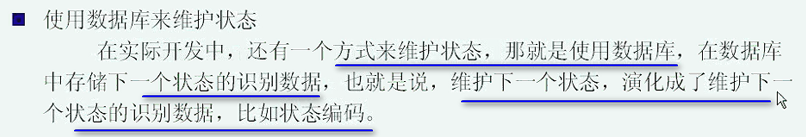 使用数据库来维护状态
在实际开发中，还有一个方式来维护状态，那就是使用数据库，在数据库
中存储下一个状态的识别数据，也就是说，维护下一个状态，演化成了维护下一
个状态的识别数据，比如状态编码。